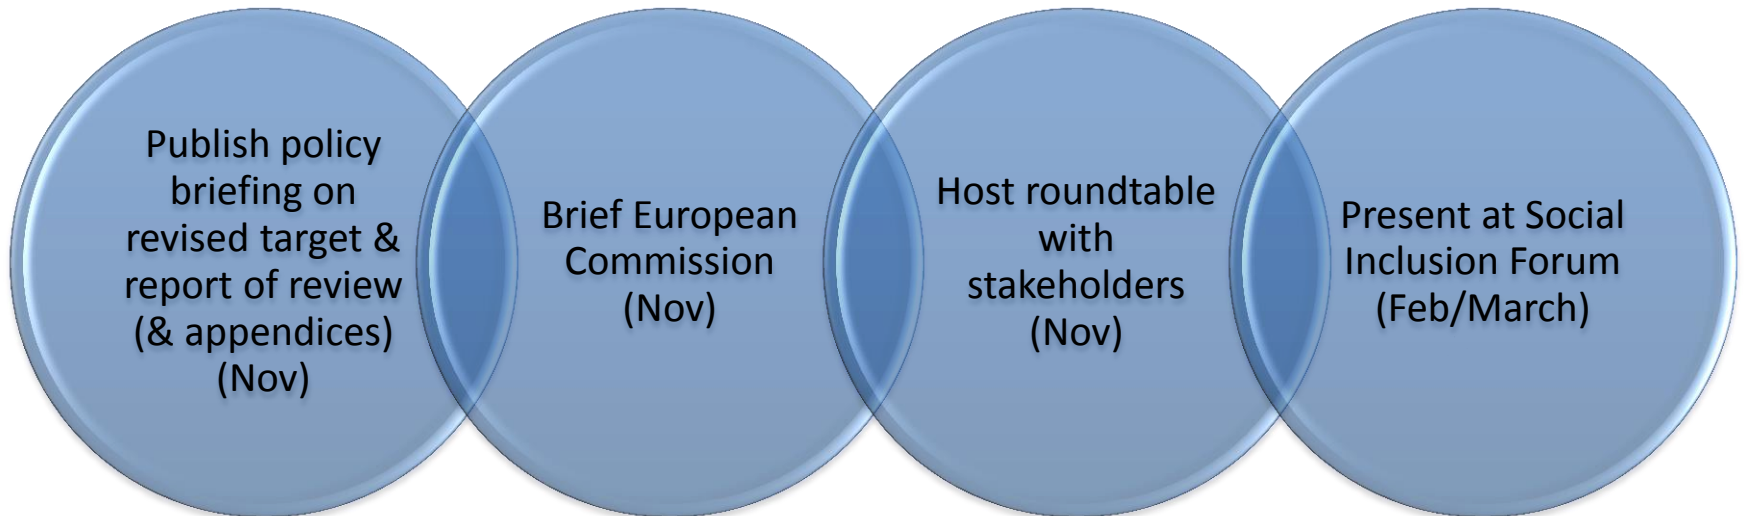 Publish policy
briefing on
revised target &
report of review
(& appendices)
(Nov)
Brief European
Commission
(Nov)
Host roundtable
with
stakeholders
(Nov)
Present at Social
Inclusion Forum
(Feb/March)